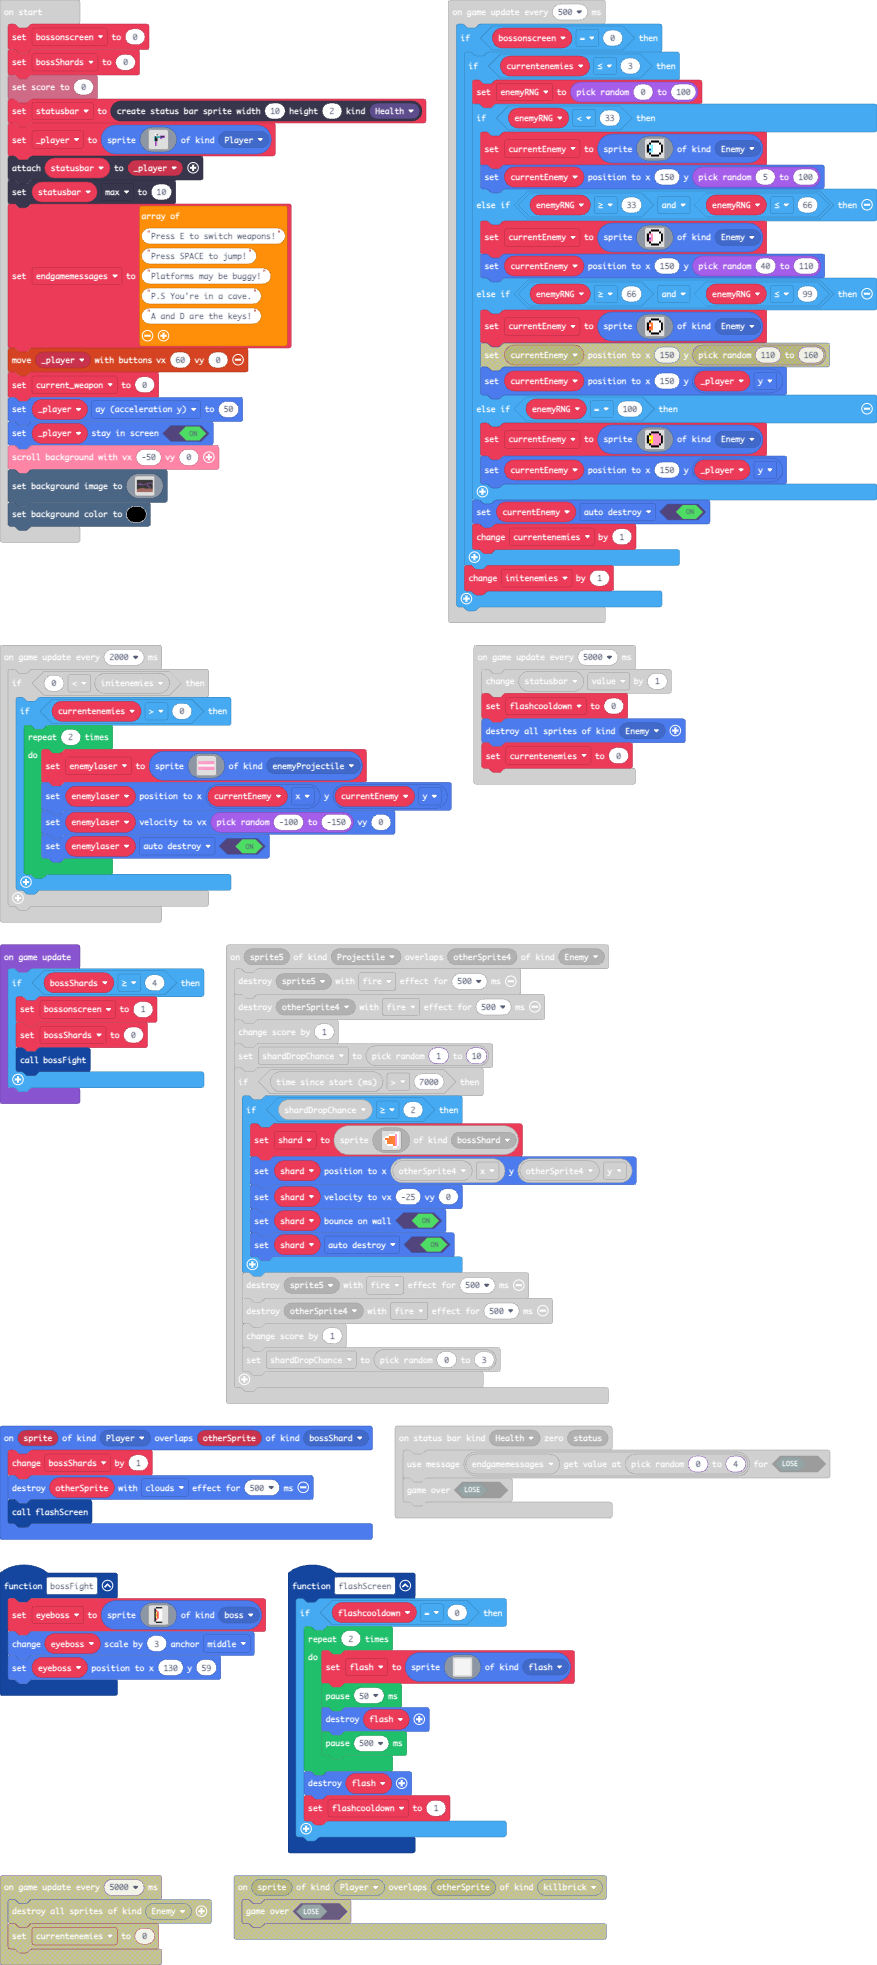 on start
set bossonscreen to 0
set bossShards to 0
set score to 0
set statusbar to create status bar sprite width 10 height 2 kind Health
set _player to sprite of kind Player
attach statusbar to _player
set statusbar max to 10
set endgamemessages to array of
"Press E to switch weapons!"
"Press SPACE to jump!"
"Platforms may be buggy!"
"P.S You're in a cave."
"A and D are the keys!"
move _player with buttons vx 60 vy 0
set current_weapon to 0
set _player ay (acceleration y) to 50
set _player stay in screen ON
scroll background with vx -50 vy 0
set background image to
set background color to
on game update every 500 ms
if bossonscreen = 0 then
if currentenemies ≤ 3 then
set enemyRNG to pick random 0 to 100
if enemyRNG < 33 then
set currentEnemy to sprite of kind Enemy
set currentEnemy position to x 150 y pick random 5 to 100
else if enemyRNG ≥ 33 and enemyRNG ≤ 66 then
set currentEnemy to sprite of kind Enemy
set currentEnemy position to x 150 y pick random 40 to 110
else if enemyRNG ≥ 66 and enemyRNG ≤ 99 then
set currentEnemy to sprite of kind Enemy
set currentEnemy position to x 150 y pick random 110 to 160
set currentEnemy position to x 150 y _player y
else if enemyRNG = 100 then
set currentEnemy to sprite of kind Enemy
set currentEnemy position to x 150 y _player y
set currentEnemy auto destroy ON
change currentenemies by 1
change initenemies by 1
on game update every 2000 ms
if 0 < initenemies then
if currentenemies > 0 then
repeat 2 times
do
set enemylaser to sprite of kind enemyProjectile
set enemylaser position to x currentEnemy x y currentEnemy y
set enemylaser velocity to vx pick random -100 to -150 vy 0
set enemylaser auto destroy ON
on game update every 5000 ms
change statusbar value by 1
set flashcooldown to 0
destroy all sprites of kind Enemy
set currentenemies to 0
on game update
if bossShards ≥ 4 then
set bossonscreen to 1
set bossShards to 0
call bossFight
on sprite5 of kind Projectile overlaps otherSprite4 of kind Enemy
destroy sprite5 with fire effect for 500 ms
destroy otherSprite4 with fire effect for 500 ms
change score by 1
set shardDropChance to pick random 1 to 10
if time since start (ms) > 7000 then
if shardDropChance ≥ 2 then
set shard to sprite of kind bossShard
set shard position to x otherSprite4 x y otherSprite4 y
set shard velocity to vx -25 vy 0
set shard bounce on wall ON
set shard auto destroy ON
destroy sprite5 with fire effect for 500 ms
destroy otherSprite4 with fire effect for 500 ms
change score by 1
set shardDropChance to pick random 0 to 3
on sprite of kind Player overlaps otherSprite of kind bossShard
change bossShards by 1
destroy otherSprite with clouds effect for 500 ms
call flashScreen
on status bar kind Health zero status
use message endgamemessages get value at pick random 0 to 4 for LOSE
game over LOSE
function bossFight
set eyeboss to sprite of kind boss
change eyeboss scale by 3 anchor middle
set eyeboss position to x 130 y 59
function flashScreen
if flashcooldown = 0 then
repeat 2 times
do
set flash to sprite of kind flash
pause 50 ms
destroy flash
pause 500 ms
destroy flash
set flashcooldown to 1
on game update every 5000 ms
destroy all sprites of kind Enemy
set currentenemies to 0
on sprite of kind Player overlaps otherSprite of kind killbrick
game over LOSE